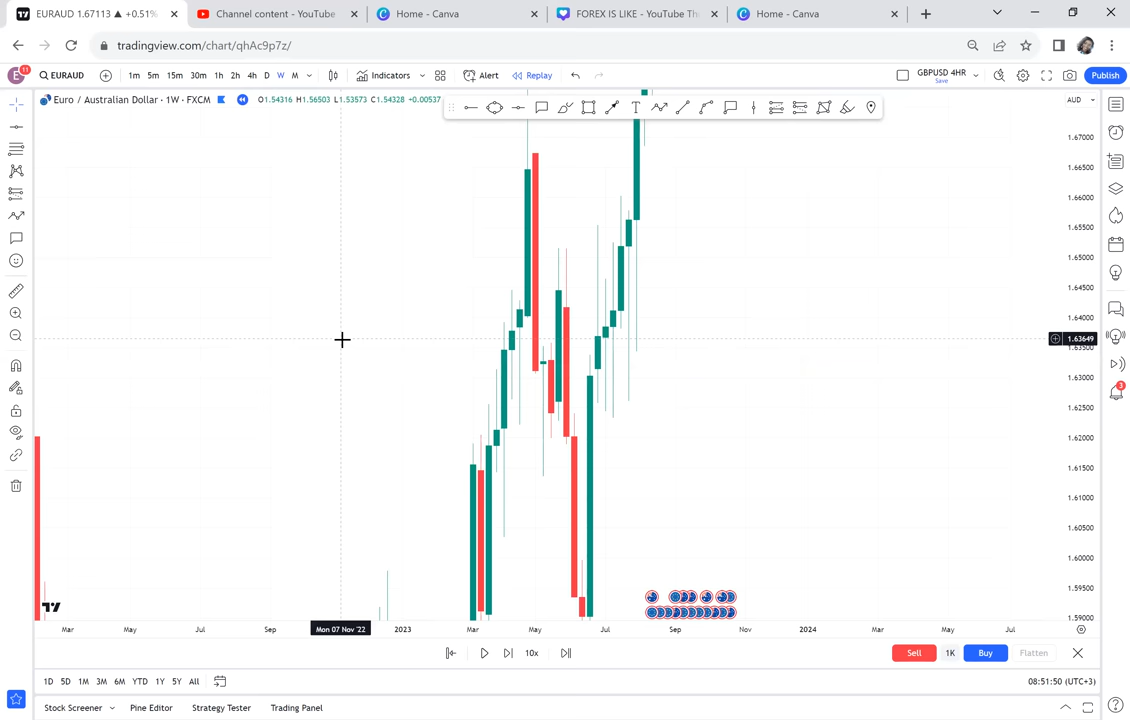 EURAUD 1.67113 ▲ +0.51%
Channel content - YouTube
Home - Canva
FOREX IS LIKE - YouTube Th
Home - Canva
tradingview.com/chart/qhAc9p7z/
E
11
EURAUD
1m
5m
15m
30m
1h
2h
4h
D
W
M
Indicators
Alert
Replay
GBPUSD 4HR
Save
Publish
Euro / Australian Dollar · 1W · FXCM
O1.54316 H1.56503 L1.53573 C1.54328 +0.00537
AUD
1.67000
1.66500
1.66000
1.65500
1.65000
1.64500
1.64000
1.63649
1.63500
1.63000
1.62500
1.62000
1.61500
1.61000
1.60500
1.60000
1.59500
1.59000
3
Mar
May
Jul
Sep
Mon 07 Nov '22
2023
Mar
May
Jul
Sep
Nov
2024
Mar
May
Jul
10x
Sell
1K
Buy
Flatten
1D
5D
1M
3M
6M
YTD
1Y
5Y
All
08:51:50 (UTC+3)
Stock Screener
Pine Editor
Strategy Tester
Trading Panel